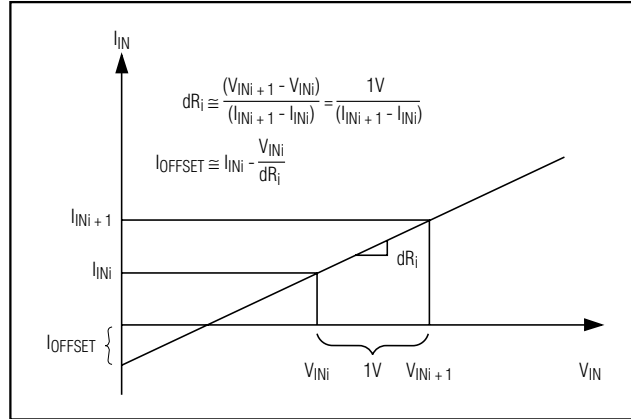 I_IN
dR_i ≅ (V_INi + 1 - V_INi) / (I_INi + 1 - I_INi) = 1V / (I_INi + 1 - I_INi)
I_OFFSET ≅ I_INi - V_INi / dR_i
I_INi + 1
I_INi
dR_i
I_OFFSET
V_INi 1V V_INi + 1 V_IN